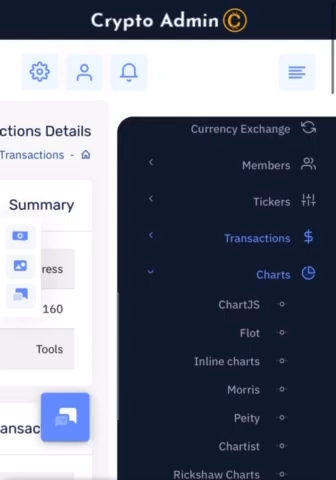 Crypto Admin
ctions Details
Transactions -
Summary
ress
160
Tools
ansac
Currency Exchange
Members
Tickers
Transactions
Charts
ChartJS
Flot
Inline charts
Morris
Peity
Chartist
Rickshaw Charts